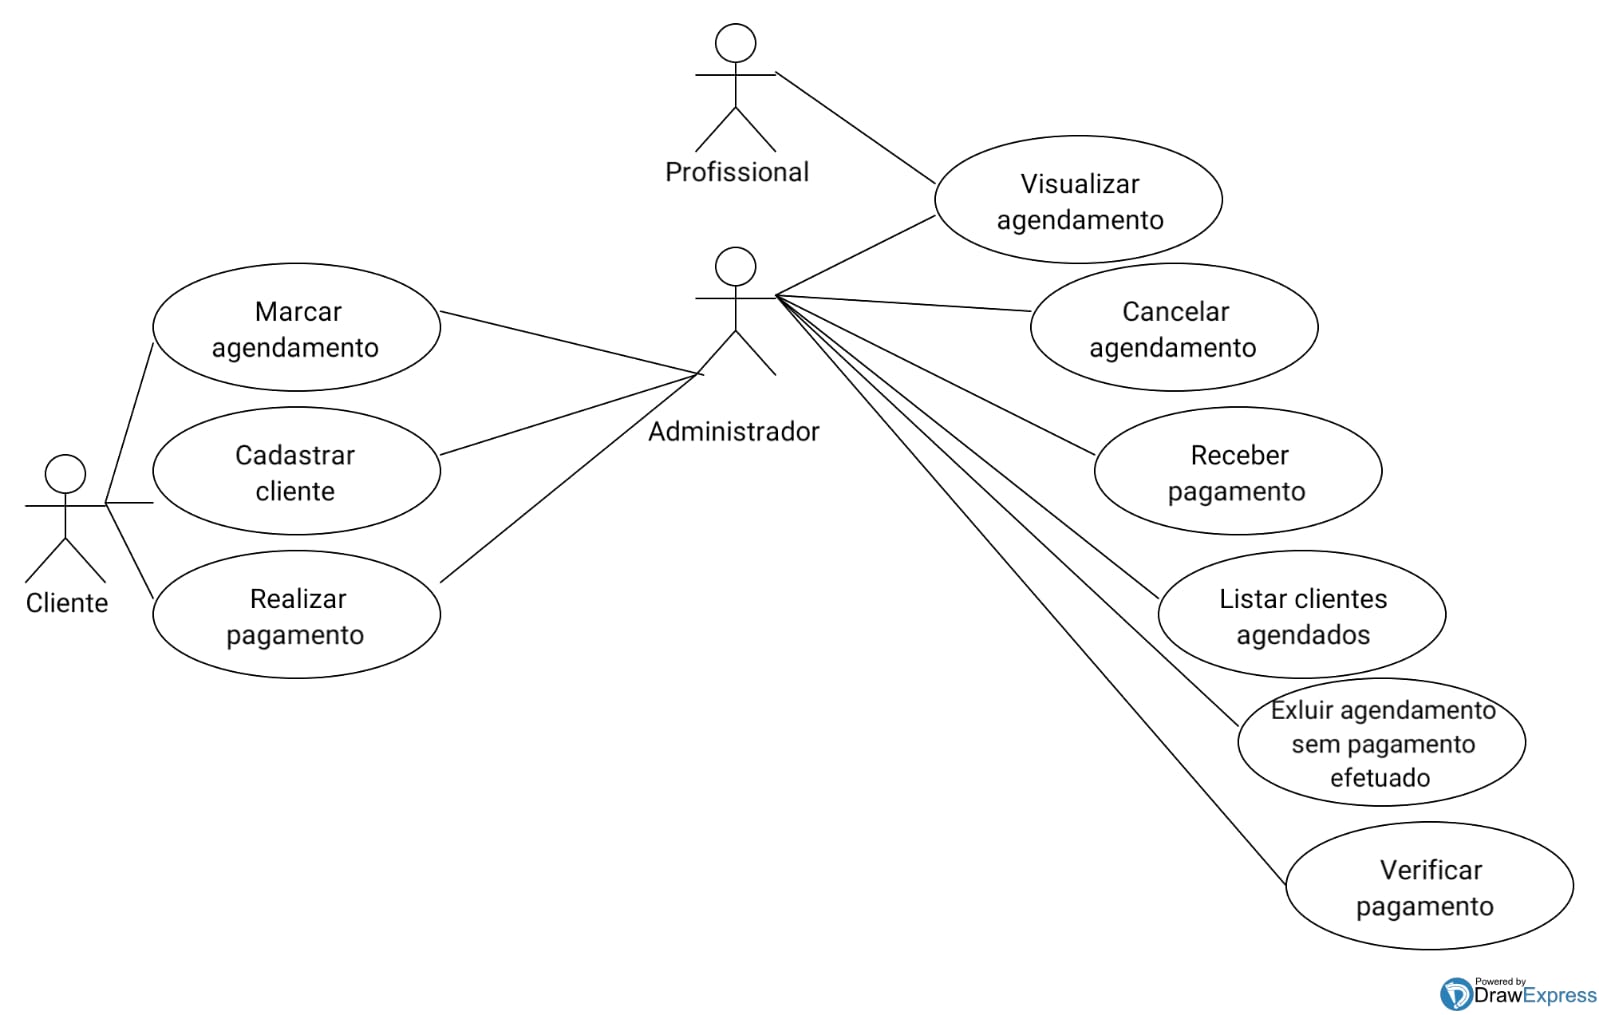 Profissional
Visualizar
agendamento
Marcar
agendamento
Cancelar
agendamento
Administrador
Cadastrar
cliente
Receber
pagamento
Cliente
Realizar
pagamento
Listar clientes
agendados
Exluir agendamento
sem pagamento
efetuado
Verificar
pagamento
Powered by
DrawExpress